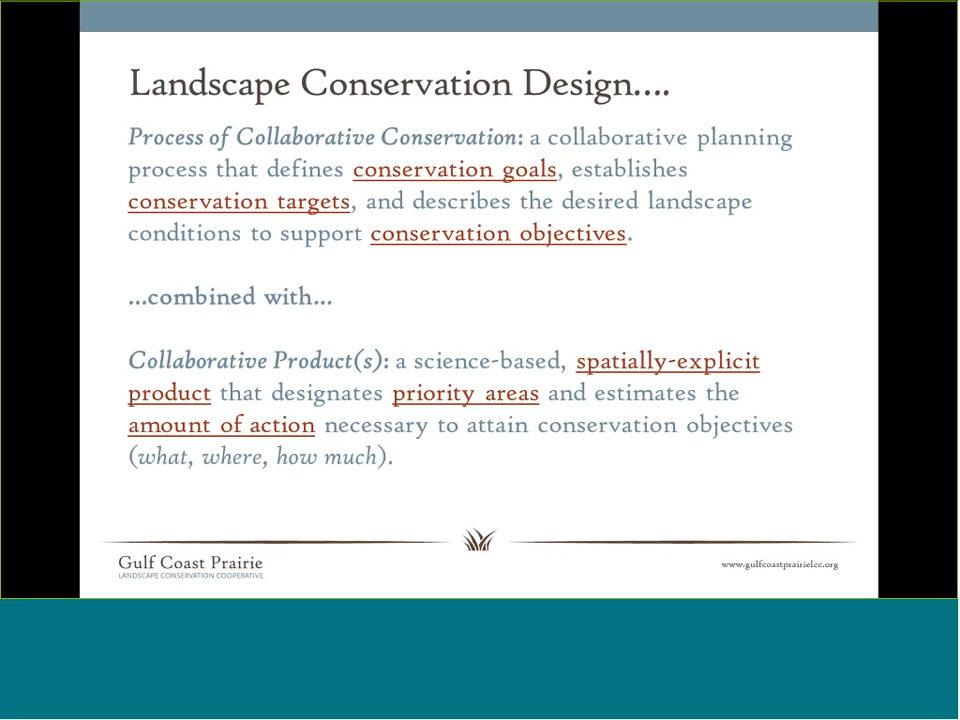 Landscape Conservation Design....
Process of Collaborative Conservation: a collaborative planning
process that defines conservation goals, establishes
conservation targets, and describes the desired landscape
conditions to support conservation objectives.
...combined with...
Collaborative Product(s): a science-based, spatially-explicit
product that designates priority areas and estimates the
amount of action necessary to attain conservation objectives
(what, where, how much).
Gulf Coast Prairie
LANDSCAPE CONSERVATION COOPERATIVE
www.gulfcoastprairielcc.org